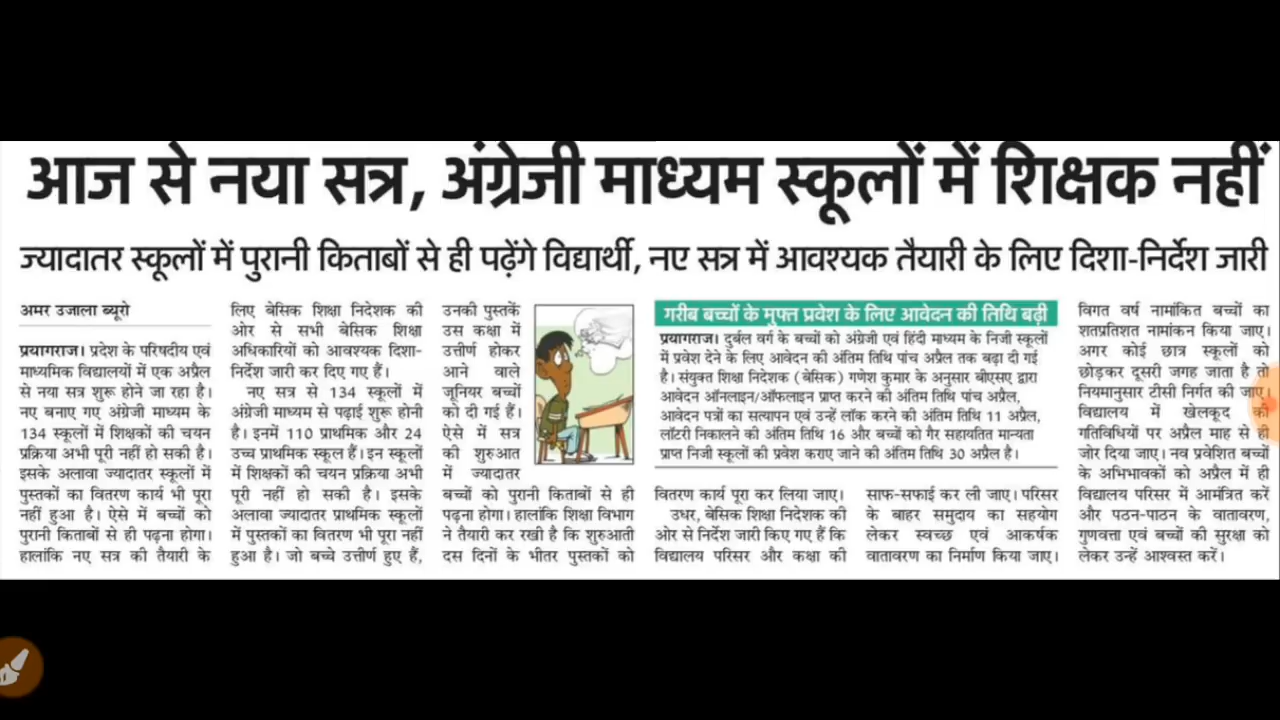 आज से नया सत्र, अंग्रेजी माध्यम स्कूलों में शिक्षक नहीं
ज्यादातर स्कूलों में पुरानी किताबों से ही पढ़ेंगे विद्यार्थी, नए सत्र में आवश्यक तैयारी के लिए दिशा-निर्देश जारी
अमर उजाला ब्यूरो
प्रयागराज। प्रदेश के परिषदीय एवं
माध्यमिक विद्यालयों में एक अप्रैल
से नया सत्र शुरू होने जा रहा है।
नए बनाए गए अंग्रेजी माध्यम के
134 स्कूलों में शिक्षकों की चयन
प्रक्रिया अभी पूरी नहीं हो सकी है।
इसके अलावा ज्यादातर स्कूलों में
पुस्तकों का वितरण कार्य भी पूरा
नहीं हुआ है। ऐसे में बच्चों को
पुरानी किताबों से ही पढ़ना होगा।
हालांकि नए सत्र की तैयारी के
लिए बेसिक शिक्षा निदेशक की
ओर से सभी बेसिक शिक्षा
अधिकारियों को आवश्यक दिशा-
निर्देश जारी कर दिए गए हैं।
नए सत्र से 134 स्कूलों में
अंग्रेजी माध्यम से पढ़ाई शुरू होनी
है। इनमें 110 प्राथमिक और 24
उच्च प्राथमिक स्कूल हैं। इन स्कूलों
में शिक्षकों की चयन प्रक्रिया अभी
पूरी नहीं हो सकी है। इसके
अलावा ज्यादातर प्राथमिक स्कूलों
में पुस्तकों का वितरण भी पूरा नहीं
हुआ है। जो बच्चे उत्तीर्ण हुए हैं,
उनकी पुस्तकें
उस कक्षा में
उत्तीर्ण होकर
आने वाले
जूनियर बच्चों
को दी गई हैं।
ऐसे में सत्र
की शुरुआत
में ज्यादातर
बच्चों को पुरानी किताबों से ही
पढ़ना होगा। हालांकि शिक्षा विभाग
ने तैयारी कर रखी है कि शुरुआती
दस दिनों के भीतर पुस्तकों को
गरीब बच्चों के मुफ्त प्रवेश के लिए आवेदन की तिथि बढ़ी
प्रयागराज। दुर्बल वर्ग के बच्चों को अंग्रेजी एवं हिंदी माध्यम के निजी स्कूलों
में प्रवेश देने के लिए आवेदन की अंतिम तिथि पांच अप्रैल तक बढ़ा दी गई
है। संयुक्त शिक्षा निदेशक (बेसिक) गणेश कुमार के अनुसार बीएसए द्वारा
आवेदन ऑनलाइन/ऑफलाइन प्राप्त करने की अंतिम तिथि पांच अप्रैल,
आवेदन पत्रों का सत्यापन एवं उन्हें लॉक करने की अंतिम तिथि 11 अप्रैल,
लॉटरी निकालने की अंतिम तिथि 16 और बच्चों को गैर सहायतित मान्यता
प्राप्त निजी स्कूलों की प्रवेश कराए जाने की अंतिम तिथि 30 अप्रैल है।
वितरण कार्य पूरा कर लिया जाए।
उधर, बेसिक शिक्षा निदेशक की
ओर से निर्देश जारी किए गए हैं कि
विद्यालय परिसर और कक्षा की
साफ-सफाई कर ली जाए। परिसर
के बाहर समुदाय का सहयोग
लेकर स्वच्छ एवं आकर्षक
वातावरण का निर्माण किया जाए।
विगत वर्ष नामांकित बच्चों का
शतप्रतिशत नामांकन किया जाए।
अगर कोई छात्र स्कूलों को
छोड़कर दूसरी जगह जाता है तो
नियमानुसार टीसी निर्गत की जाए।
विद्यालय में खेलकूद की
गतिविधियों पर अप्रैल माह से ही
जोर दिया जाए। नव प्रवेशित बच्चों
के अभिभावकों को अप्रैल में ही
विद्यालय परिसर में आमंत्रित करें
और पठन-पाठन के वातावरण,
गुणवत्ता एवं बच्चों की सुरक्षा को
लेकर उन्हें आश्वस्त करें।